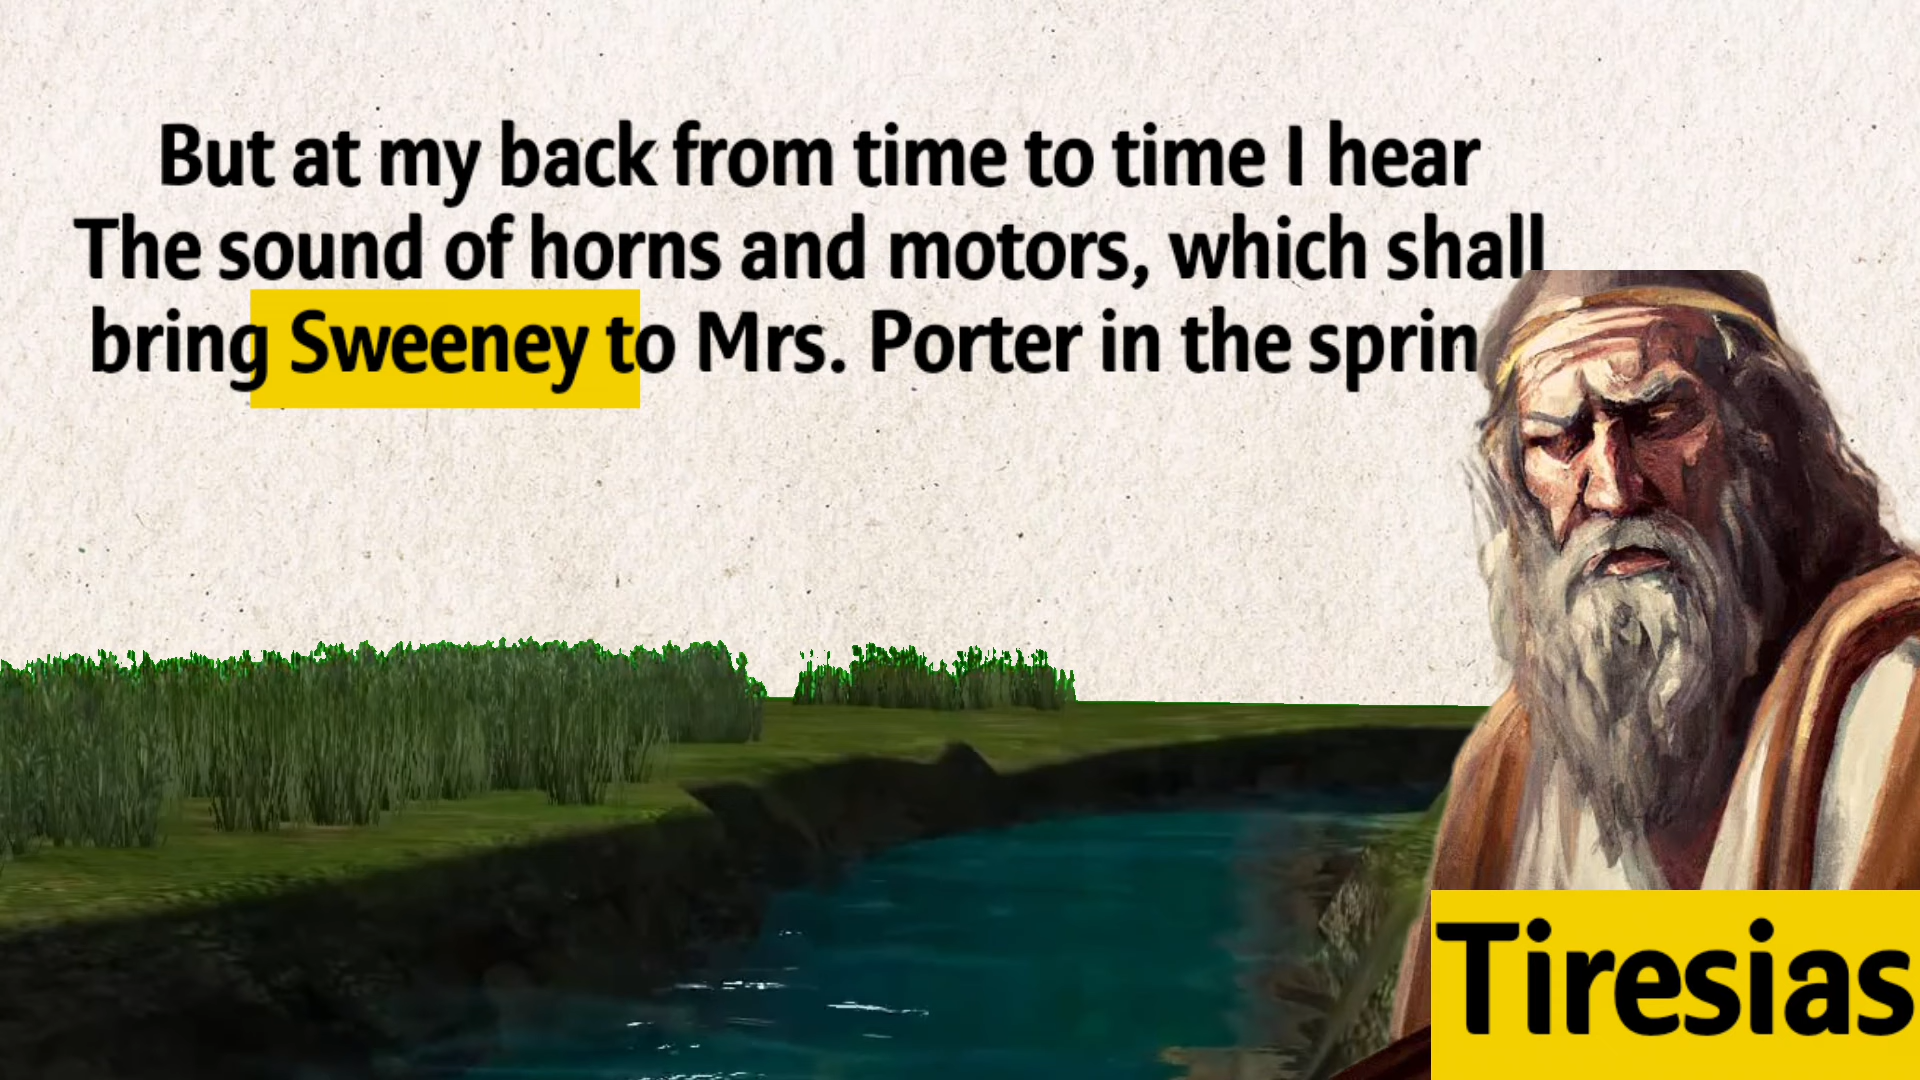 But at my back from time to time I hear
The sound of horns and motors, which shall
bring Sweeney to Mrs. Porter in the sprin
Tiresias